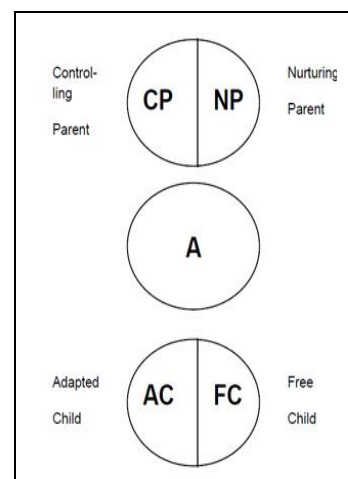 Control-
ling
Parent
CP
NP
Nurturing
Parent
A
Adapted
Child
AC
FC
Free
Child